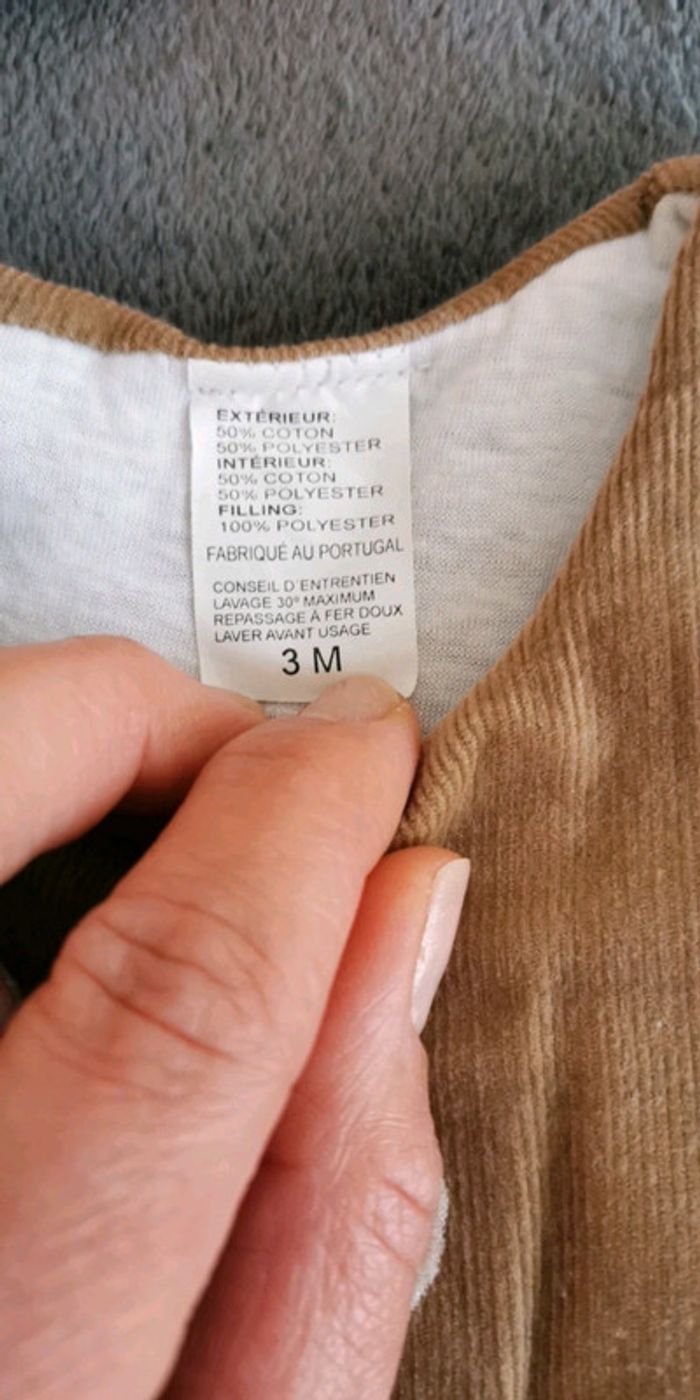 EXTÉRIEUR:
50% COTON
50% POLYESTER
INTÉRIEUR:
50% COTON
50% POLYESTER
FILLING:
100% POLYESTER
FABRIQUÉ AU PORTUGAL
CONSEIL D'ENTRETIEN
LAVAGE 30° MAXIMUM
REPASSAGE À FER DOUX
LAVER AVANT USAGE
3 M